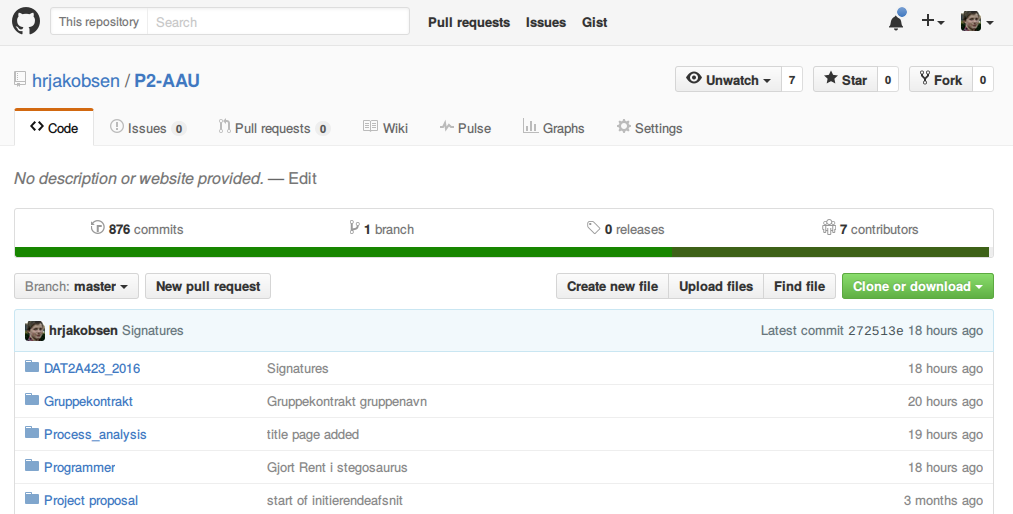 This repository Search Pull requests Issues Gist
hrjakobsen / P2-AAU Unwatch 7 Star 0 Fork 0
Code Issues 0 Pull requests 0 Wiki Pulse Graphs Settings
No description or website provided. — Edit
876 commits 1 branch 0 releases 7 contributors
Branch: master New pull request Create new file Upload files Find file Clone or download
hrjakobsen Signatures Latest commit 272513e 18 hours ago
DAT2A423_2016 Signatures 18 hours ago
Gruppekontrakt Gruppekontrakt gruppenavn 20 hours ago
Process_analysis title page added 19 hours ago
Programmer Gjort Rent i stegosaurus 18 hours ago
Project proposal start of initierendeafsnit 3 months ago